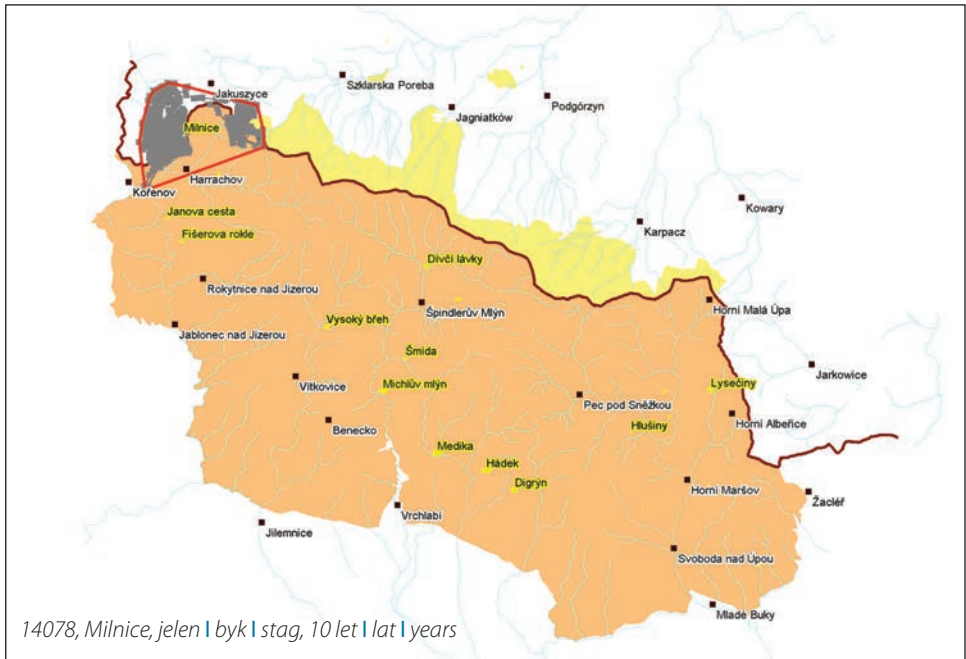 Szklarska Poreba
Jakuszyce
Podgórzyn
Jagniatków
Milnice
Harrachov
Kořenov
Kowary
Janova cesta
Karpacz
Fišerova rokle
Dívčí lávky
Rokytnice nad Jizerou
Špindlerův Mlýn
Horní Malá Úpa
Vysoký břeh
Jablonec nad Jizerou
Šmída
Jarkowice
Vítkovice
Michlův mlýn
Lysečiny
Pec pod Sněžkou
Horní Albeřice
Benecko
Hlušiny
Medika
Hádek
Digrýn
Horní Maršov
Žacléř
Vrchlabí
Jilemnice
Svoboda nad Úpou
Mladé Buky
14078, Milnice, jelen | byk | stag, 10 let | lat | years